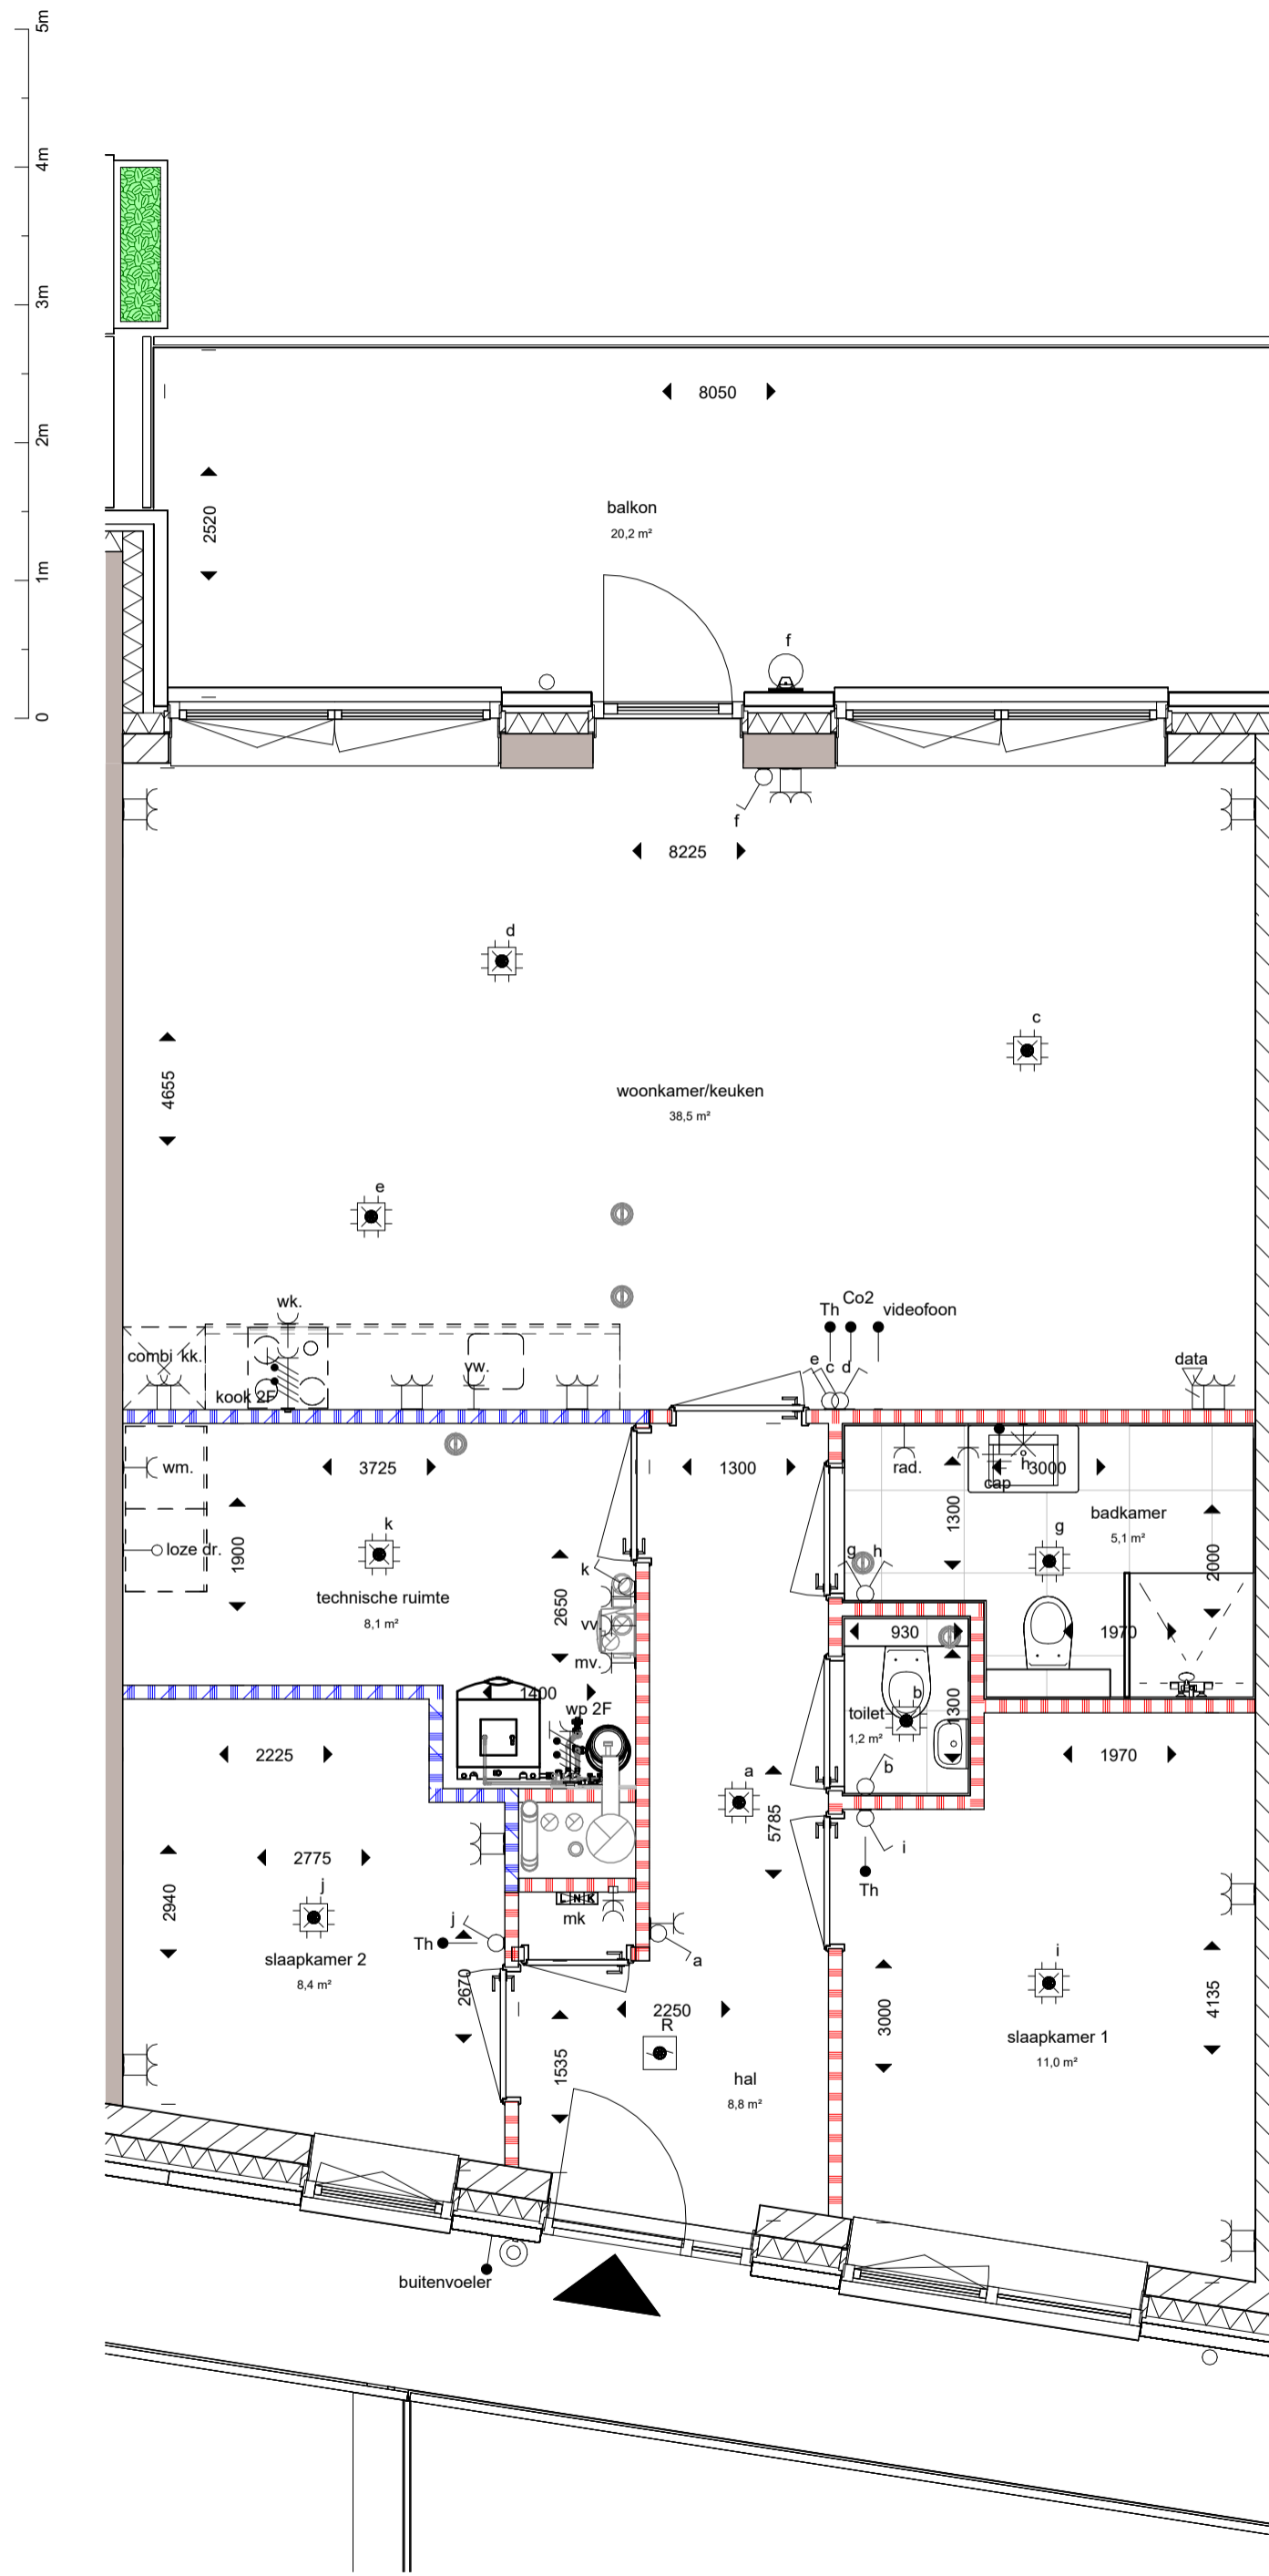 5m
4m
3m
2m
1m
0
8050
2520
balkon
20,2 m²
f
f
8225
d
c
4655
woonkamer/keuken
38,5 m²
e
wk.
combi kk.
kook 2F
vw.
Th
Co2
videofoon
e
c
d
data
wm.
3725
1300
rad.
h
3000
cap
badkamer
5,1 m²
1300
2000
loze dr.
1900
k
g
g
h
technische ruimte
8,1 m²
2650
k
vv.
mv.
930
1970
1400
wp 2F
b
toilet
1,2 m²
1300
2225
1970
a
b
5785
i
Th
2775
2940
j
LNK
mk
j
Th
a
slaapkamer 2
8,4 m²
2670
i
3000
4135
2250
R
1535
slaapkamer 1
11,0 m²
hal
8,8 m²
buitenvoeler